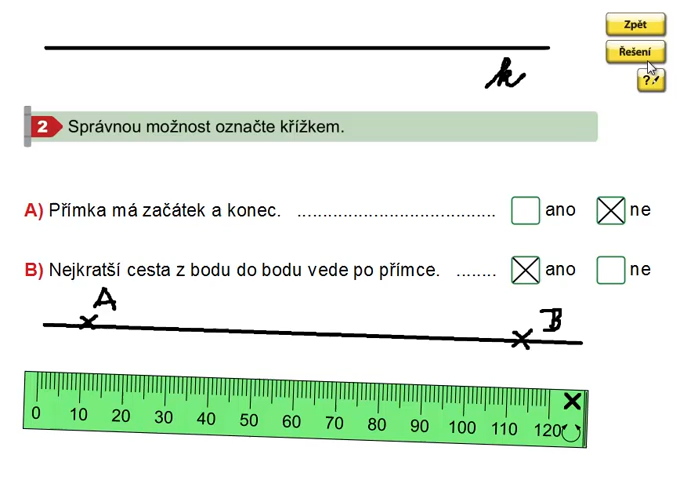 Zpět
Řešení
?
k
2 Správnou možnost označte křížkem.
A) Přímka má začátek a konec. ....................................... ano ne
B) Nejkratší cesta z bodu do bodu vede po přímce. ........ ano ne
A B
0 10 20 30 40 50 60 70 80 90 100 110 120